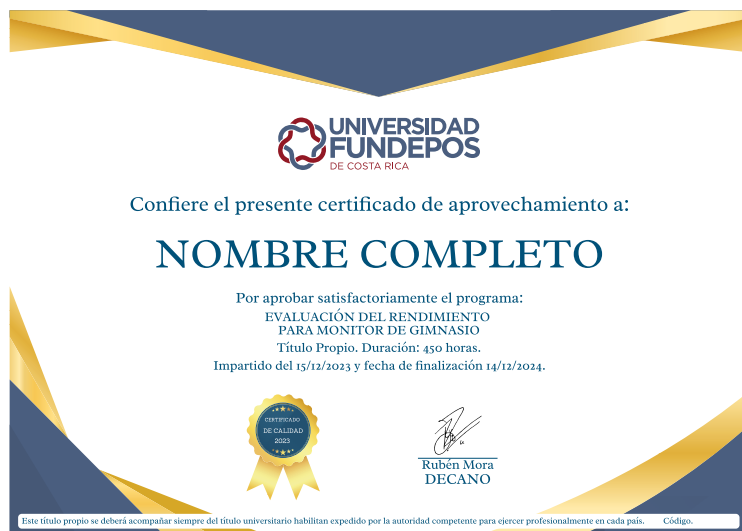 UNIVERSIDAD
FUNDEPOS
DE COSTA RICA
Confiere el presente certificado de aprovechamiento a:
NOMBRE COMPLETO
Por aprobar satisfactoriamente el programa:
EVALUACIÓN DEL RENDIMIENTO
PARA MONITOR DE GIMNASIO
Título Propio. Duración: 450 horas.
Impartido del 15/12/2023 y fecha de finalización 14/12/2024.
CERTIFICADO
DE CALIDAD
2023
Rubén Mora
DECANO
Este título propio se deberá acompañar siempre del título universitario habilitan expedido por la autoridad competente para ejercer profesionalmente en cada país. Código.